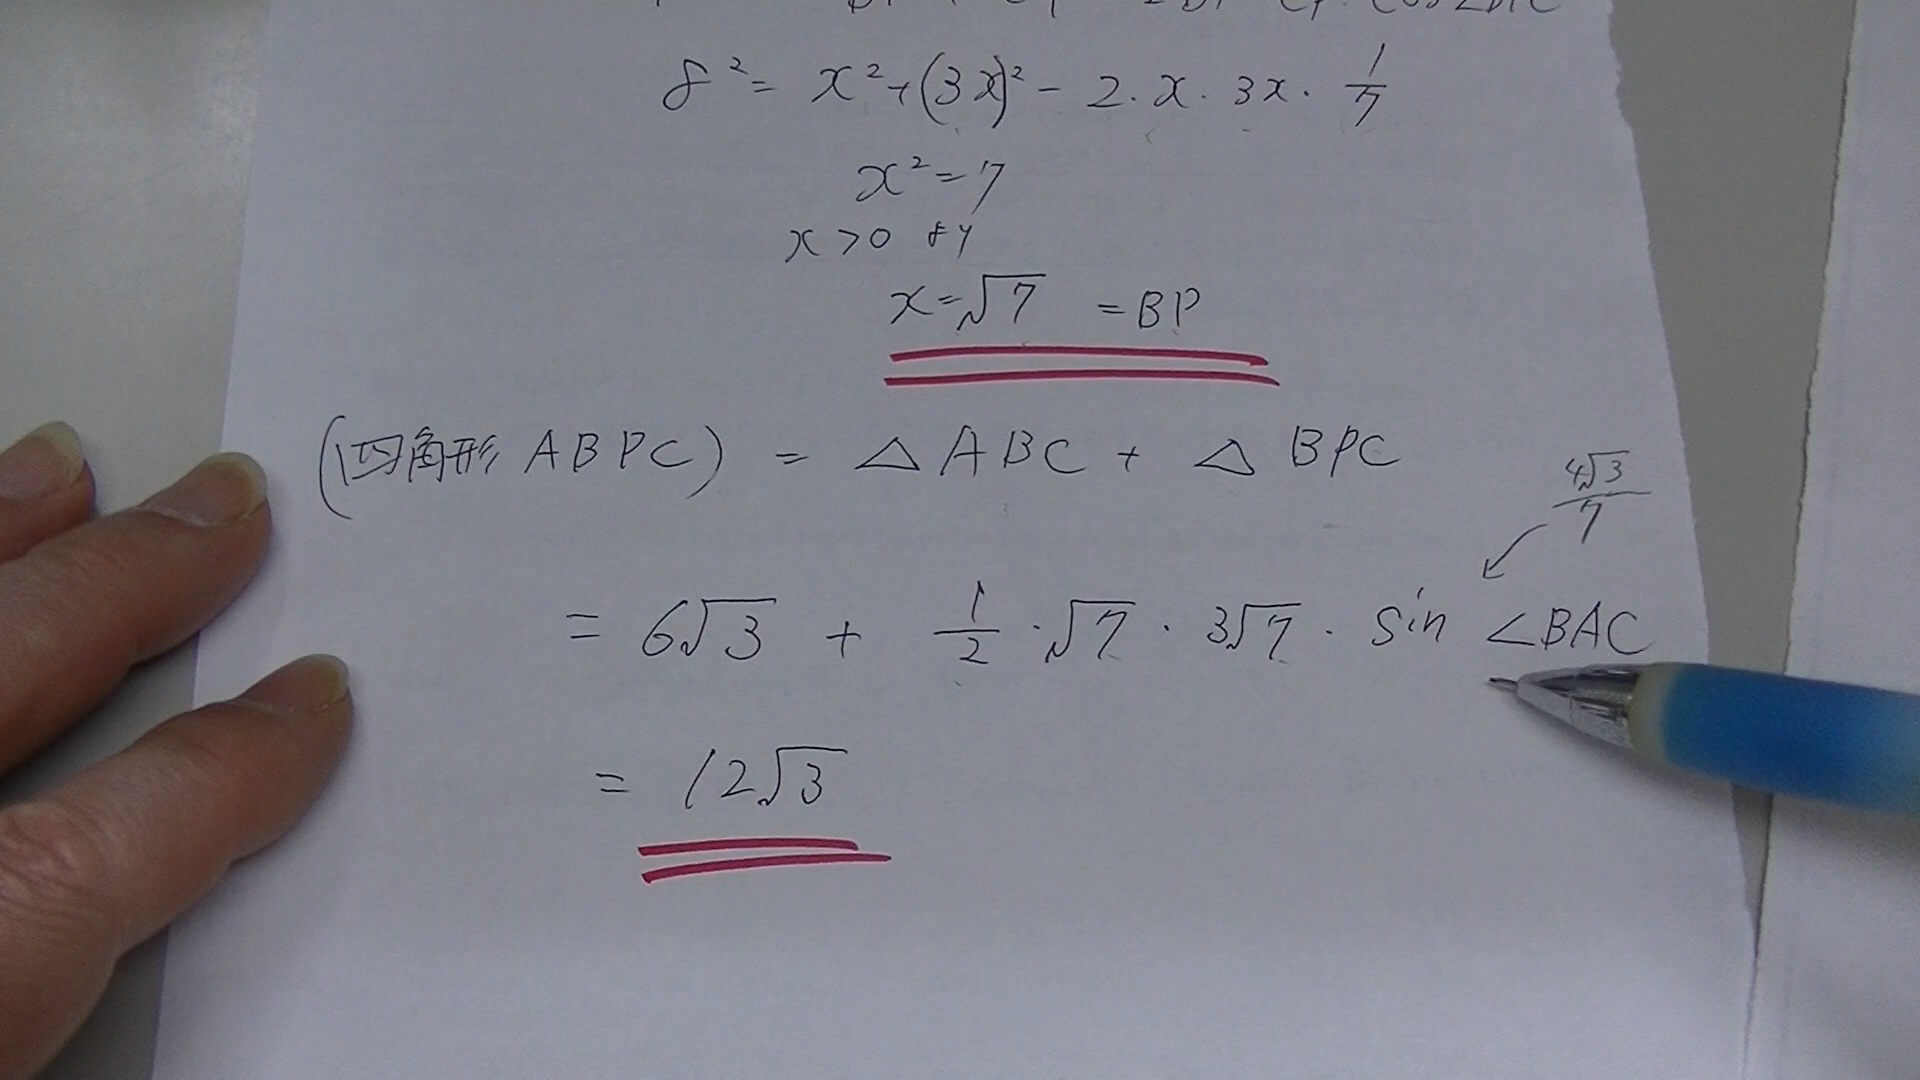 8² = x² + (3x)² - 2・x・3x・1/7
x² = 7
x > 0 より
x = √7 = BP
(四角形 ABPC) = △ABC + △BPC
4√3/7
= 6√3 + 1/2・√7・3√7・sin ∠BAC
= 12√3